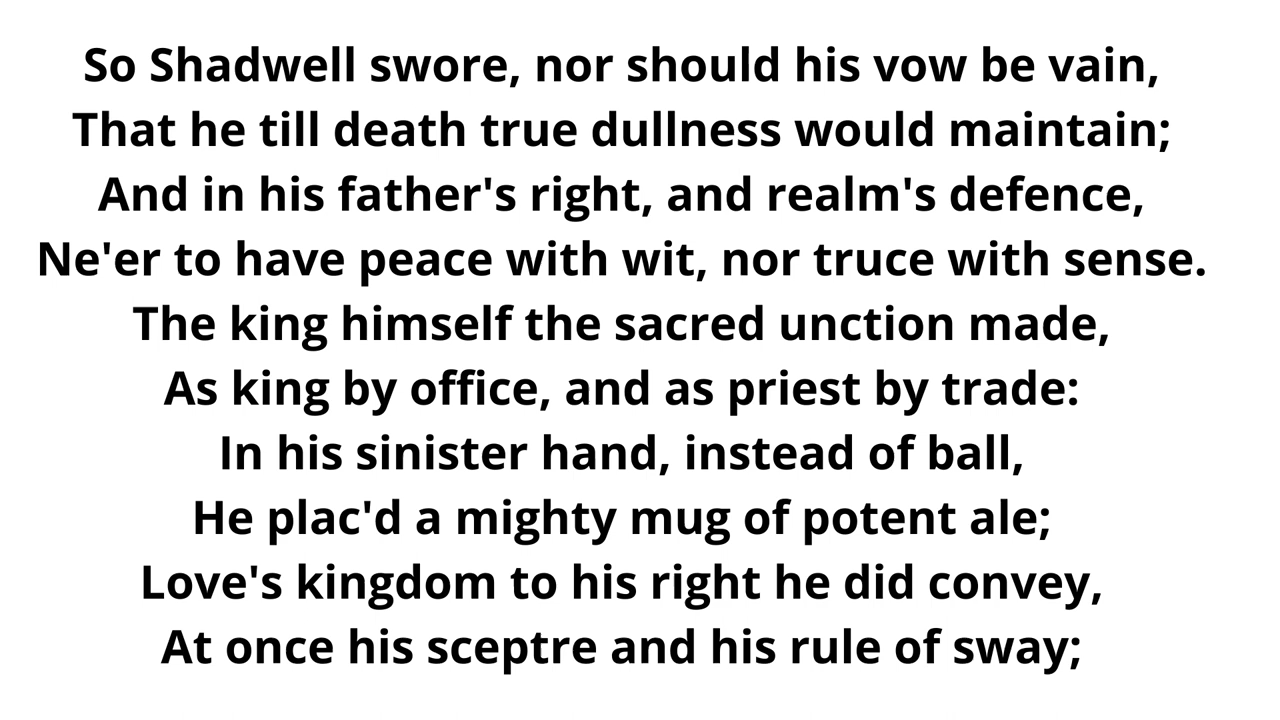 So Shadwell swore, nor should his vow be vain,
That he till death true dullness would maintain;
And in his father's right, and realm's defence,
Ne'er to have peace with wit, nor truce with sense.
The king himself the sacred unction made,
As king by office, and as priest by trade:
In his sinister hand, instead of ball,
He plac'd a mighty mug of potent ale;
Love's kingdom to his right he did convey,
At once his sceptre and his rule of sway;